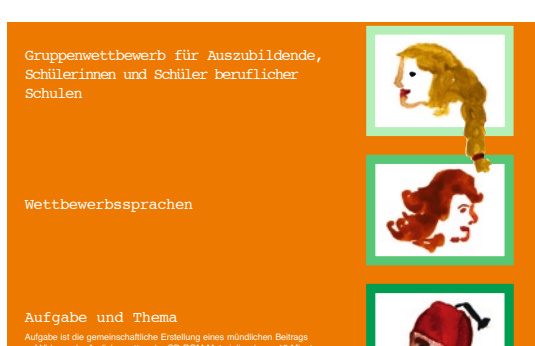 Gruppenwettbewerb für Auszubildende,
Schülerinnen und Schüler beruflicher
Schulen
Wettbewerbssprachen
Aufgabe und Thema
Aufgabe ist die gemeinschaftliche Erstellung eines mündlichen Beitrags